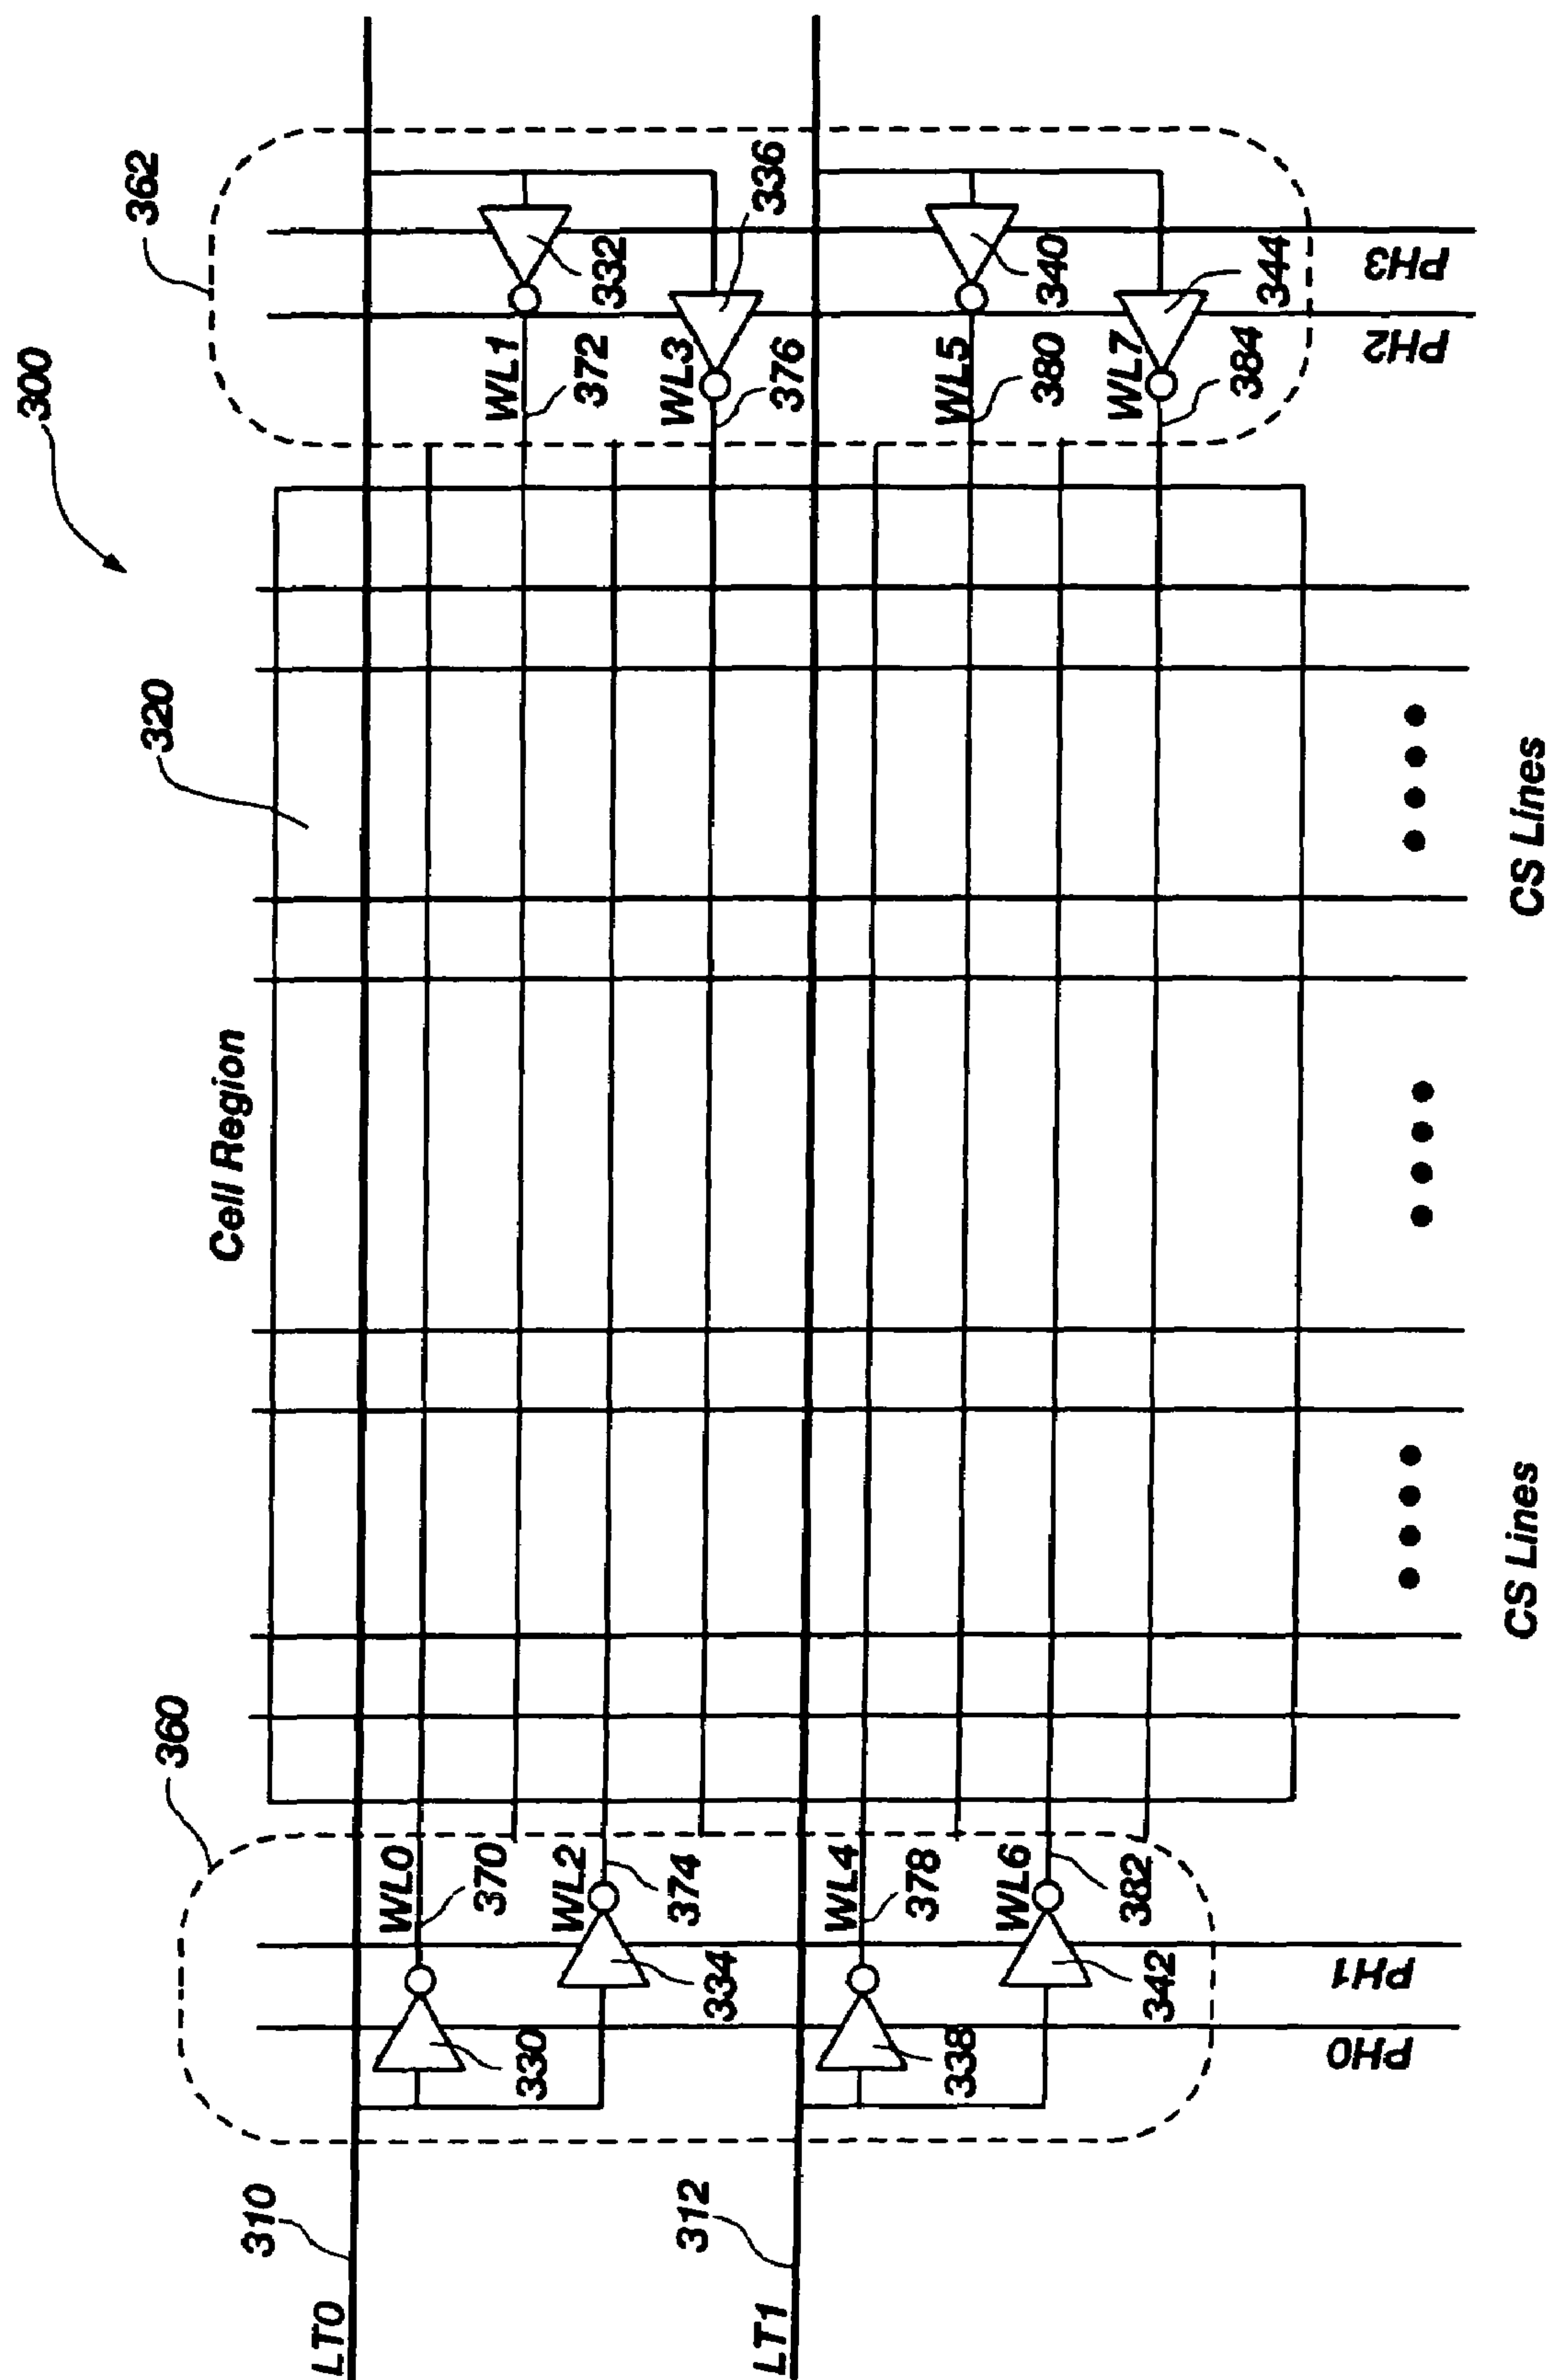 300
320
362
Cell Region
360
310
LT0
312
LT1
WL0
370
WL2
374
WL4
378
WL6
382
330
334
338
342
WL1
372
WL3
376
WL5
380
WL7
384
332
336
340
344
PH0
PH1
PH2
PH3
CS Lines
CS Lines